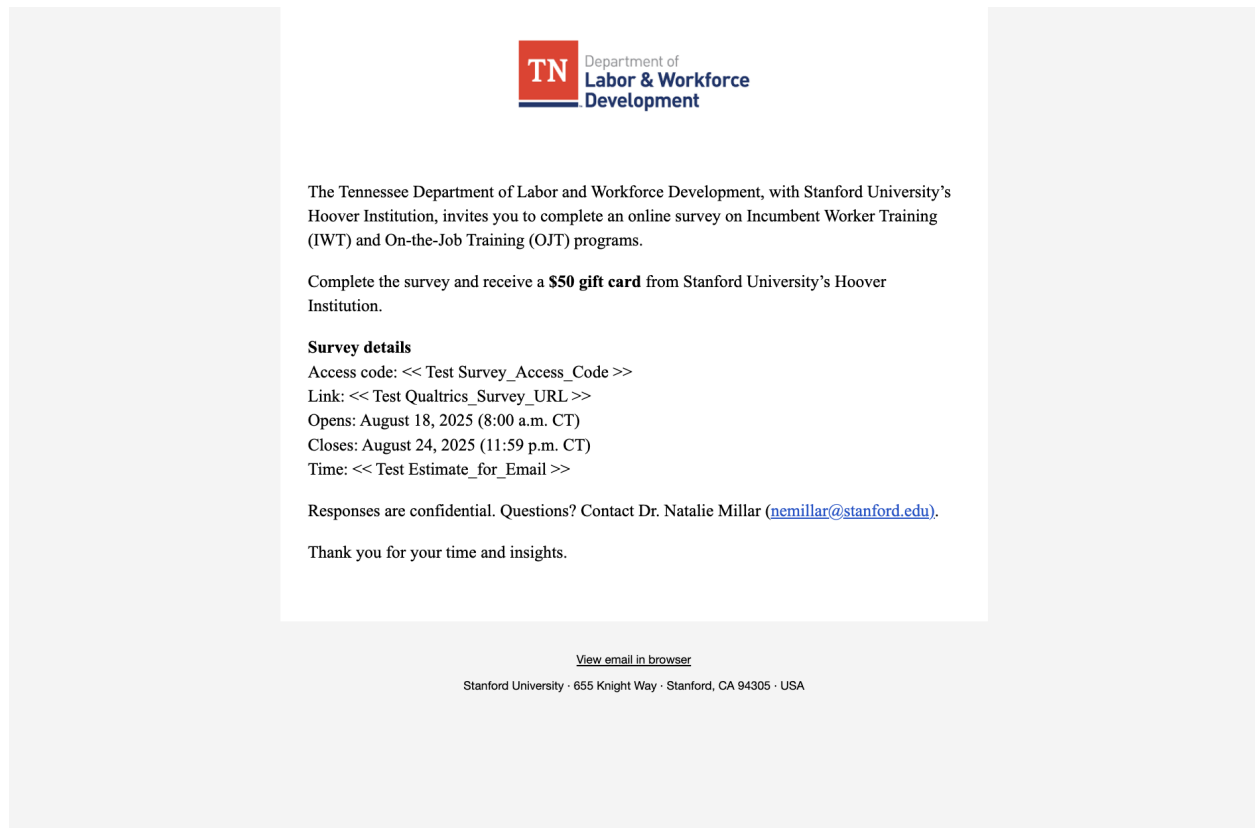 TN
Department of
Labor & Workforce
Development
The Tennessee Department of Labor and Workforce Development, with Stanford University’s
Hoover Institution, invites you to complete an online survey on Incumbent Worker Training
(IWT) and On-the-Job Training (OJT) programs.
Complete the survey and receive a $50 gift card from Stanford University’s Hoover
Institution.
Survey details
Access code: << Test Survey_Access_Code >>
Link: << Test Qualtrics_Survey_URL >>
Opens: August 18, 2025 (8:00 a.m. CT)
Closes: August 24, 2025 (11:59 p.m. CT)
Time: << Test Estimate_for_Email >>
Responses are confidential. Questions? Contact Dr. Natalie Millar (nemillar@stanford.edu).
Thank you for your time and insights.
View email in browser
Stanford University · 655 Knight Way · Stanford, CA 94305 · USA